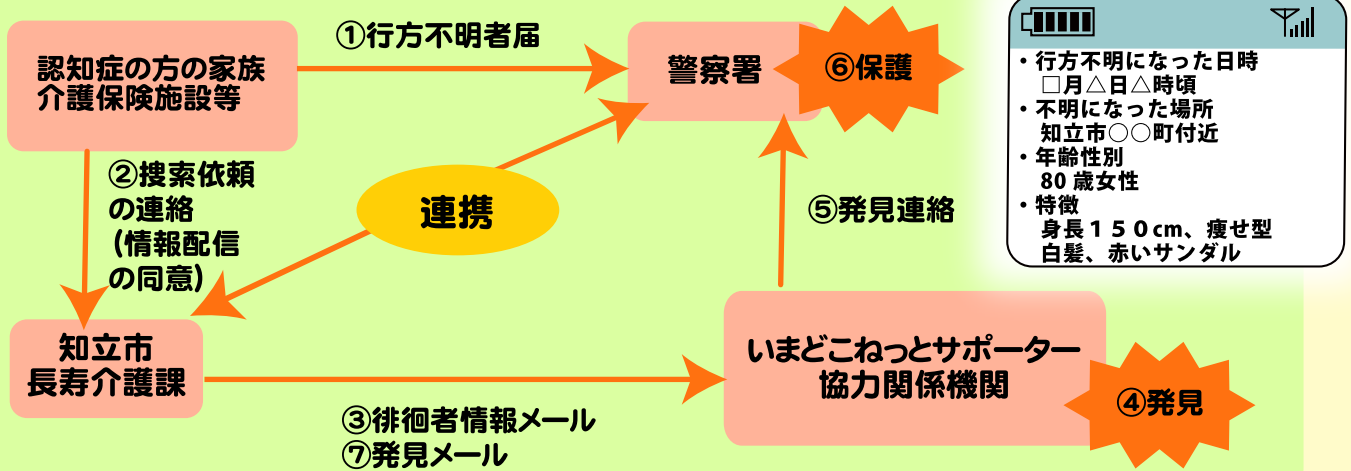 ①行方不明者届
認知症の方の家族
介護保険施設等
警察署
⑥保護
②捜索依頼
の連絡
(情報配信
の同意)
連携
⑤発見連絡
知立市
長寿介護課
いまどこねっとサポーター
協力関係機関
④発見
③徘徊者情報メール
⑦発見メール
・行方不明になった日時
□月△日△時頃
・不明になった場所
知立市○○町付近
・年齢性別
80歳女性
・特徴
身長150cm、痩せ型
白髪、赤いサンダル